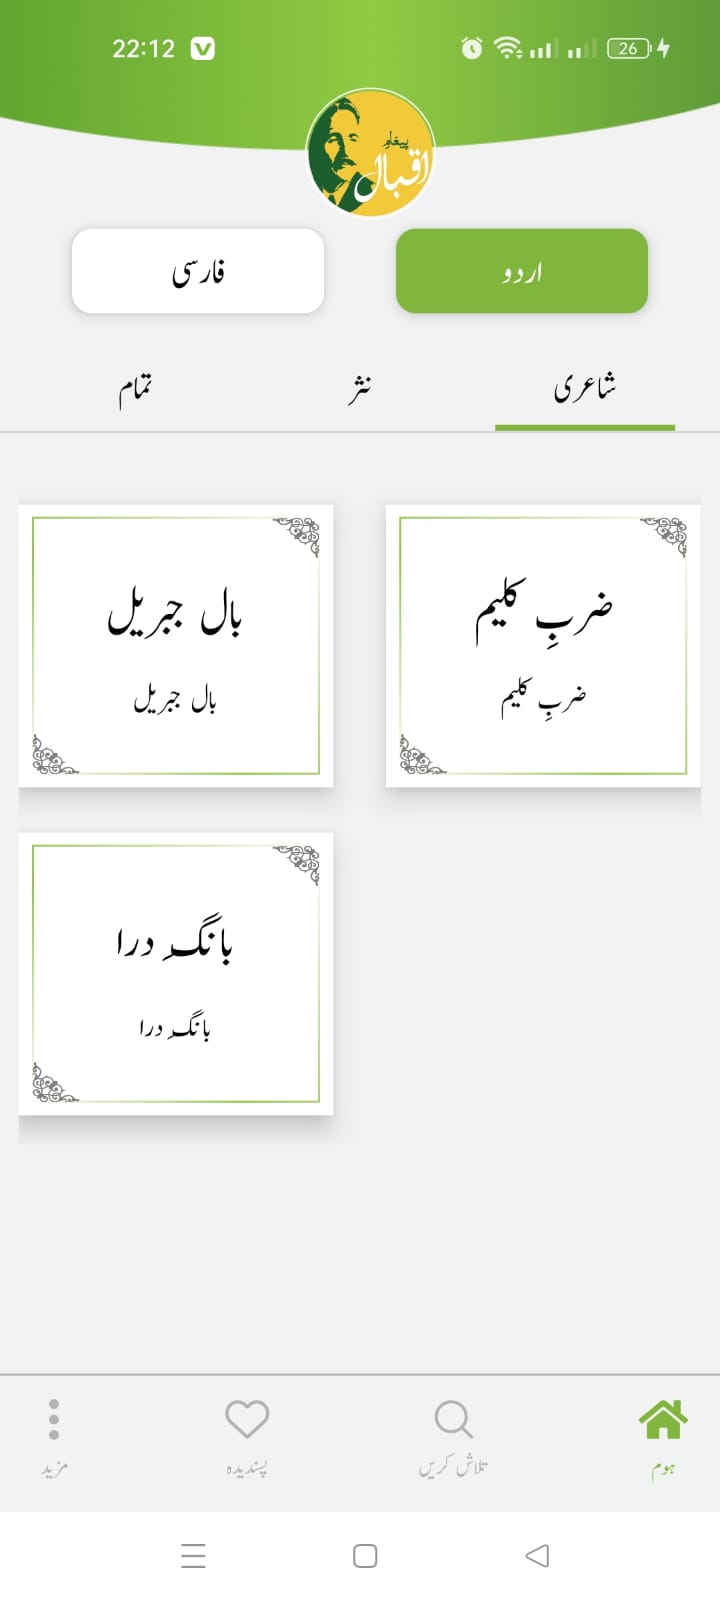 22:12
26
پیغامِ
اقبال
اردو
فارسی
شاعری
نثر
تمام
ضربِ کلیم
ضربِ کلیم
بال جبریل
بال جبریل
بانگِ درا
بانگِ درا
ہوم
تلاش کریں
پسندیدہ
مزید